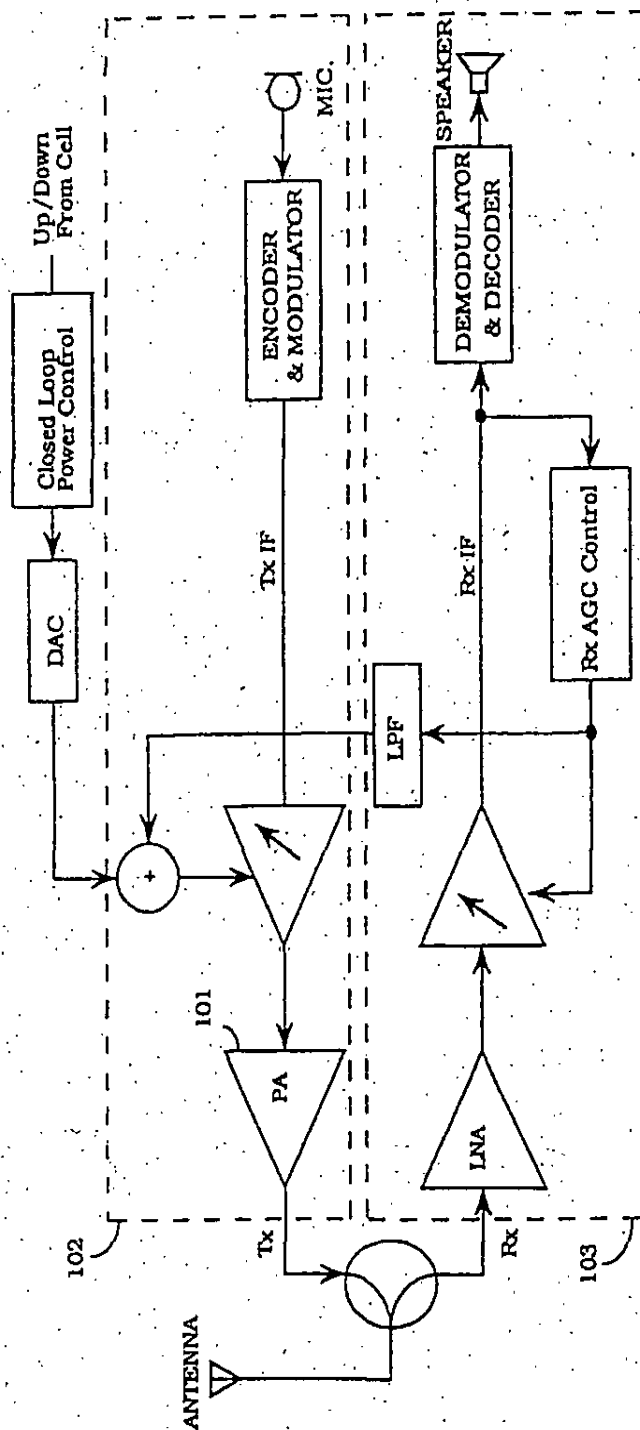 Closed Loop
Power Control
Up/Down
From Cell
DAC
102
101
+
PA
Tx IF
ENCODER
& MODULATOR
MIC.
ANTENNA
Tx
Rx
LPF
103
LNA
Rx IF
DEMODULATOR
& DECODER
SPEAKER
Rx AGC Control